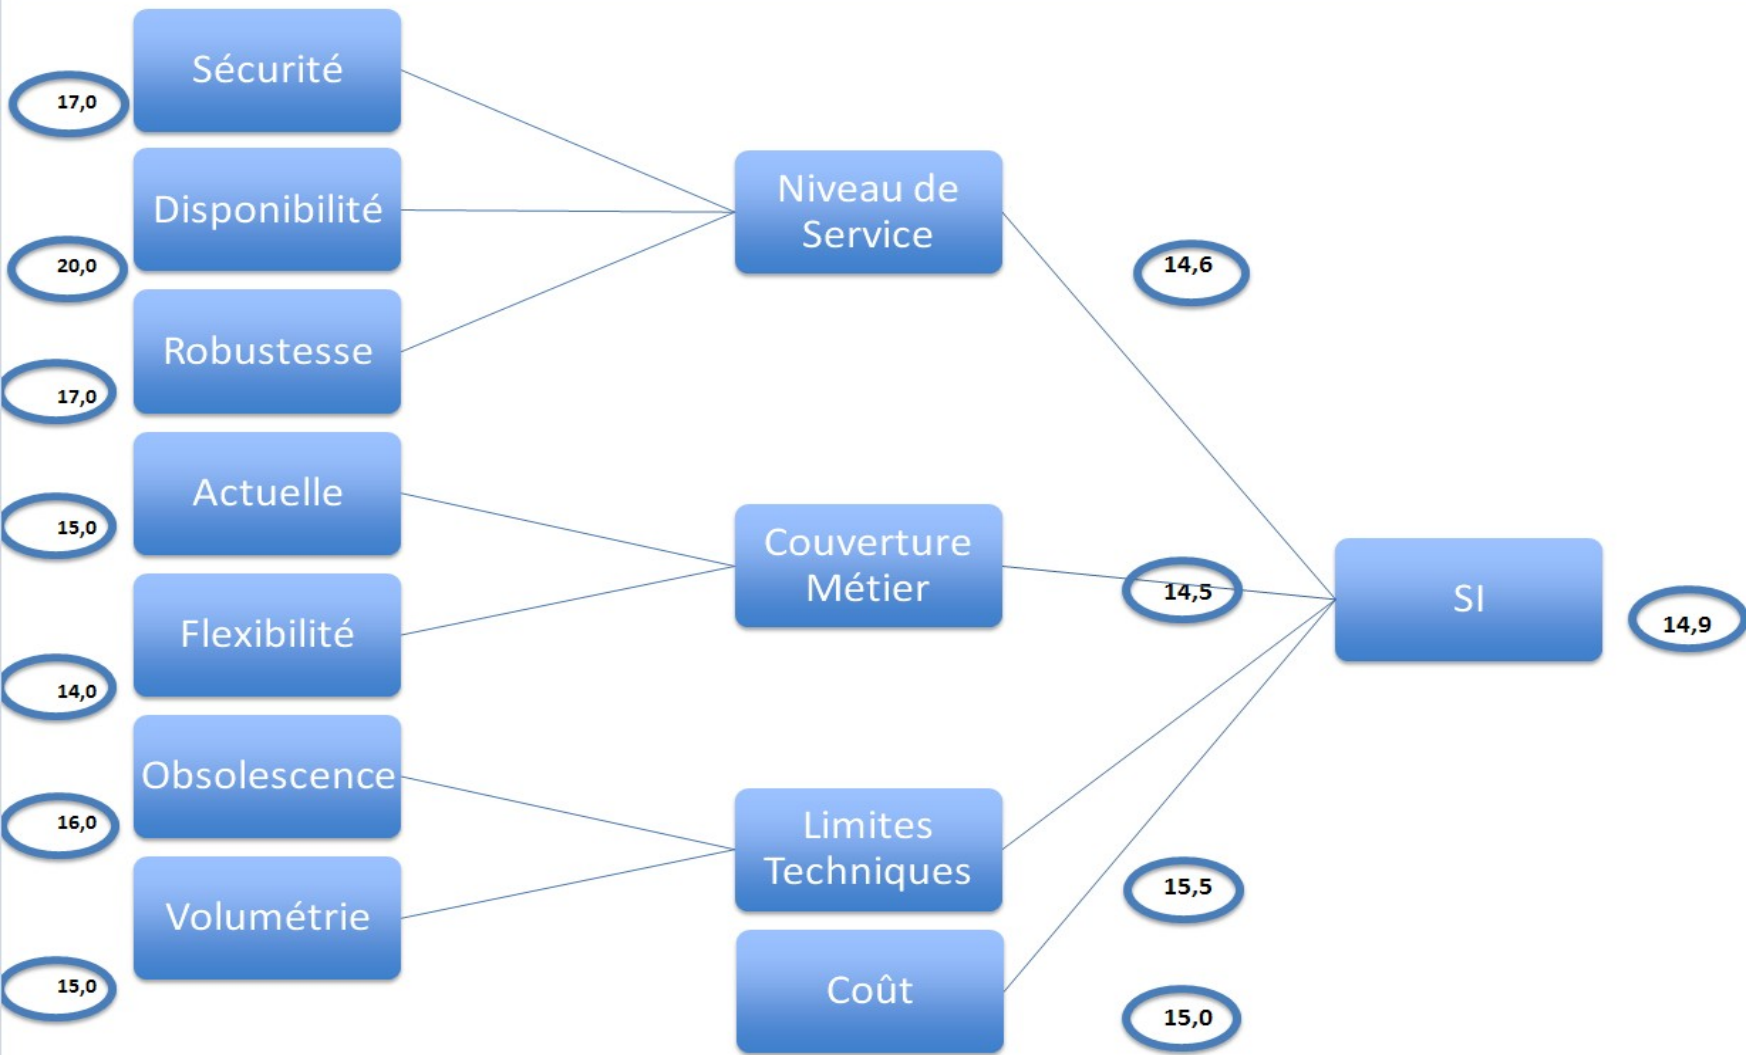 Sécurité
17,0
Disponibilité
20,0
Robustesse
17,0
Actuelle
15,0
Flexibilité
14,0
Obsolescence
16,0
Volumétrie
15,0
Niveau de
Service
14,6
Couverture
Métier
14,5
Limites
Techniques
15,5
Coût
15,0
SI
14,9